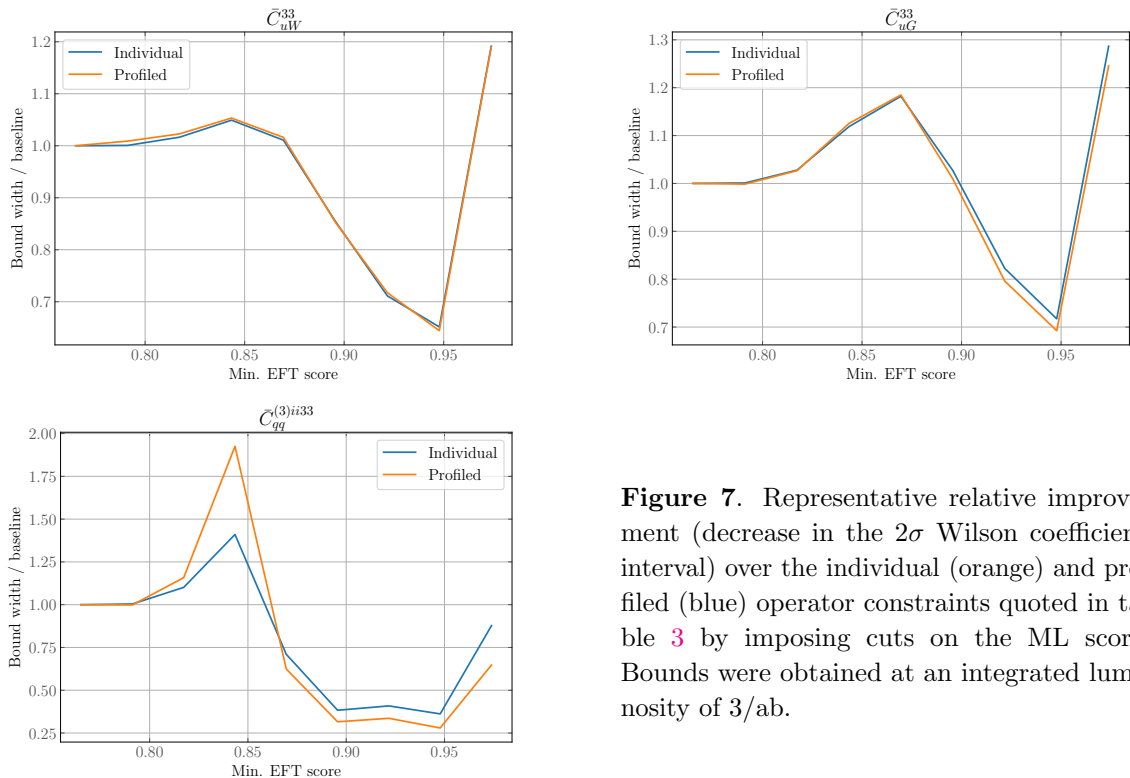 C̄³³_uW
Individual
Profiled
Bound width / baseline
1.2
1.1
1.0
0.9
0.8
0.7
0.80 0.85 0.90 0.95
Min. EFT score
C̄³³_uG
Individual
Profiled
Bound width / baseline
1.3
1.2
1.1
1.0
0.9
0.8
0.7
0.80 0.85 0.90 0.95
Min. EFT score
C̄^(3)ii33_qq
Individual
Profiled
Bound width / baseline
2.00
1.75
1.50
1.25
1.00
0.75
0.50
0.25
0.80 0.85 0.90 0.95
Min. EFT score
Figure 7. Representative relative improve
ment (decrease in the 2σ Wilson coefficien
interval) over the individual (orange) and pro
filed (blue) operator constraints quoted in ta
ble 3 by imposing cuts on the ML score
Bounds were obtained at an integrated lumi
nosity of 3/ab.